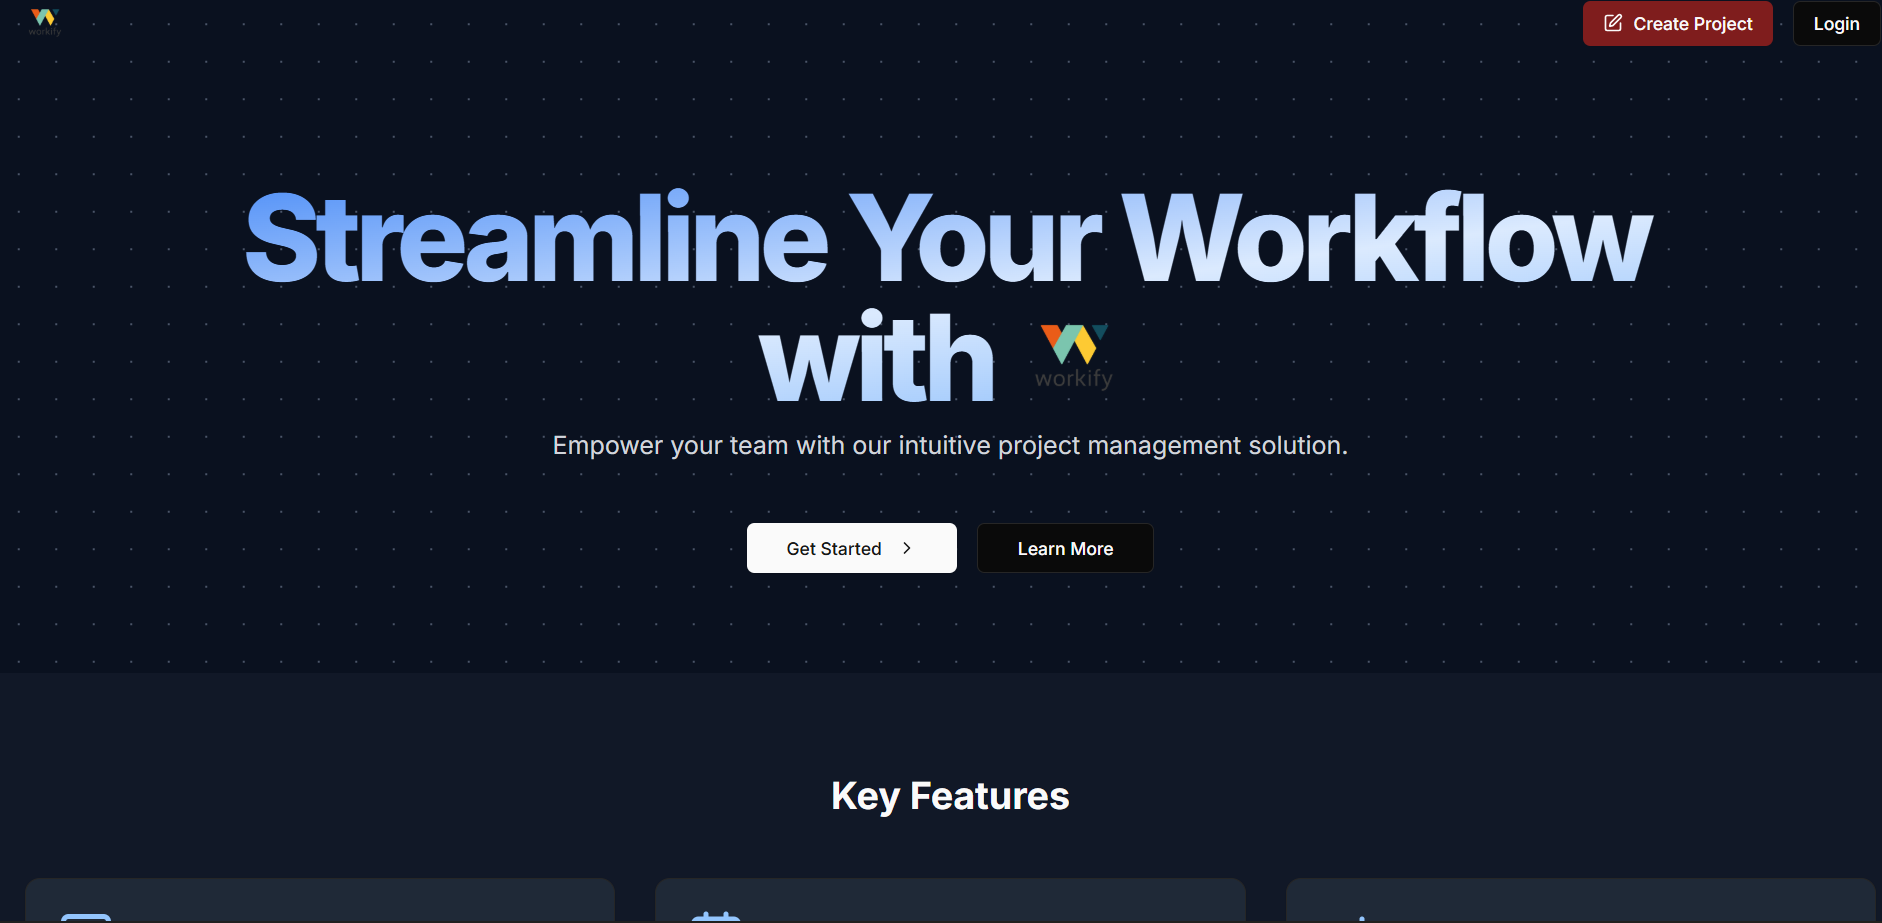 workify
Create Project
Login
Streamline Your Workflow
with
workify
Empower your team with our intuitive project management solution.
Get Started
Learn More
Key Features